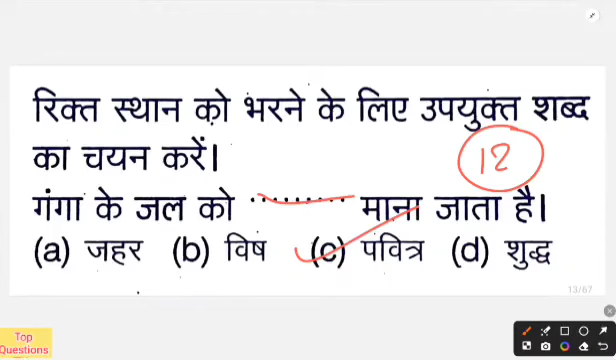 रिक्त स्थान को भरने के लिए उपयुक्त शब्द
का चयन करें।
12
गंगा के जल को ......... माना जाता है।
(a) जहर (b) विष (c) पवित्र (d) शुद्ध
13/67
Top
Questions